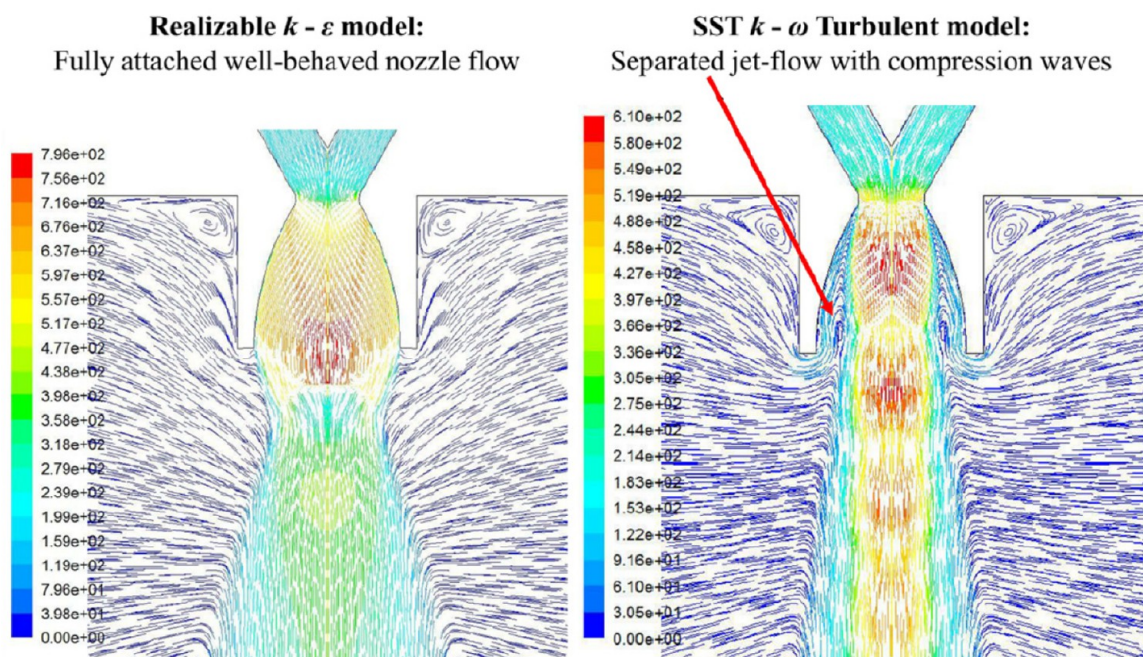 Realizable k - ε model:
Fully attached well-behaved nozzle flow
SST k - ω Turbulent model:
Separated jet-flow with compression waves
7.96e+02
7.56e+02
7.16e+02
6.76e+02
6.37e+02
5.97e+02
5.57e+02
5.17e+02
4.77e+02
4.38e+02
3.98e+02
3.58e+02
3.18e+02
2.79e+02
2.39e+02
1.99e+02
1.59e+02
1.19e+02
7.96e+01
3.98e+01
0.00e+00
6.10e+02
5.80e+02
5.49e+02
5.19e+02
4.88e+02
4.58e+02
4.27e+02
3.97e+02
3.66e+02
3.36e+02
3.05e+02
2.75e+02
2.44e+02
2.14e+02
1.83e+02
1.53e+02
1.22e+02
9.16e+01
6.10e+01
3.05e+01
0.00e+00